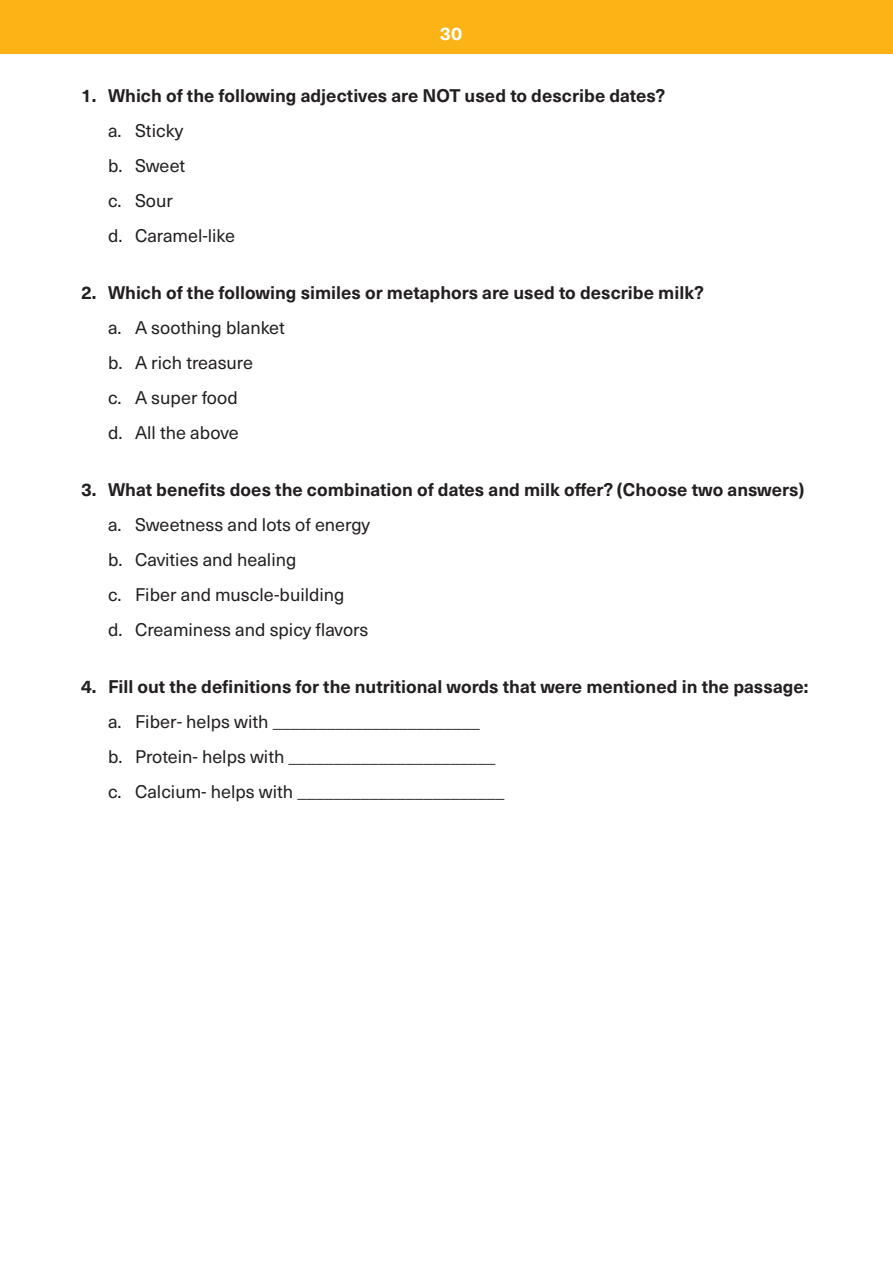 30
1. Which of the following adjectives are NOT used to describe dates?
a. Sticky
b. Sweet
c. Sour
d. Caramel-like
2. Which of the following similes or metaphors are used to describe milk?
a. A soothing blanket
b. A rich treasure
c. A super food
d. All the above
3. What benefits does the combination of dates and milk offer? (Choose two answers)
a. Sweetness and lots of energy
b. Cavities and healing
c. Fiber and muscle-building
d. Creaminess and spicy flavors
4. Fill out the definitions for the nutritional words that were mentioned in the passage:
a. Fiber- helps with _______________________
b. Protein- helps with _______________________
c. Calcium- helps with _______________________